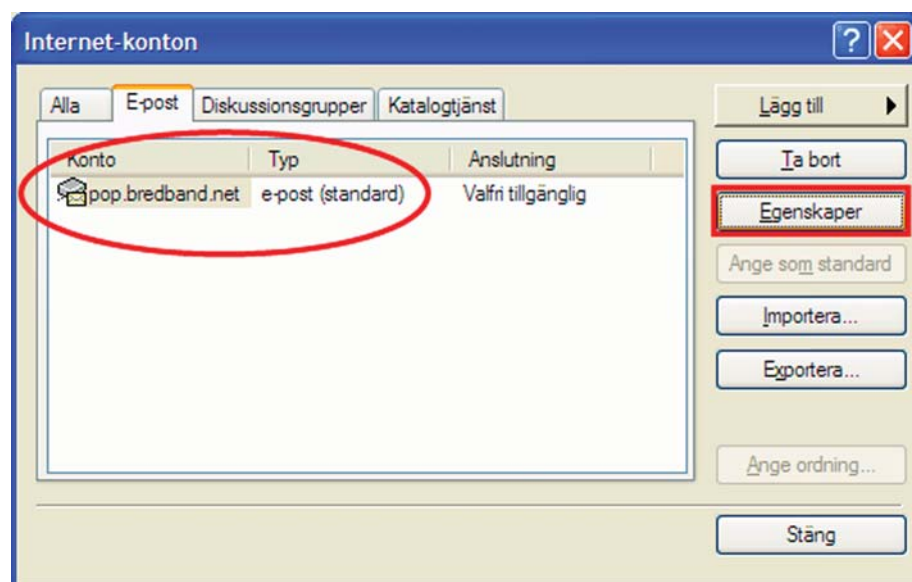 Internet-konton
Alla E-post Diskussionsgrupper Katalogtjänst
Konto Typ Anslutning
pop.bredband.net e-post (standard) Valfri tillgänglig
Lägg till
Ta bort
Egenskaper
Ange som standard
Importera...
Exportera...
Ange ordning...
Stäng